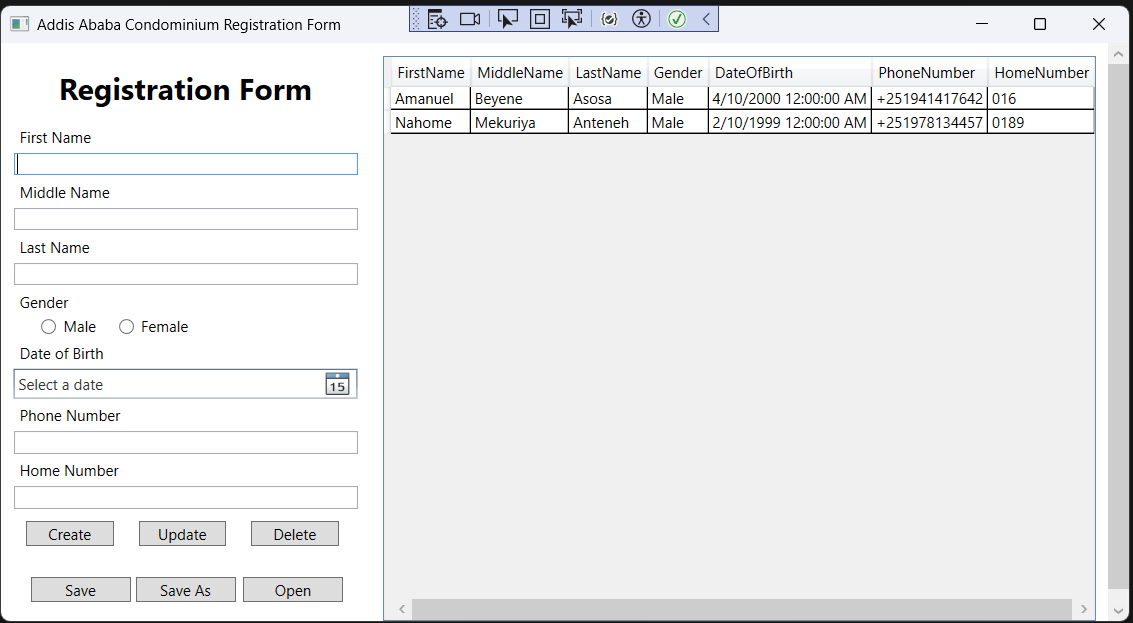 Addis Ababa Condominium Registration Form
Registration Form
First Name
Middle Name
Last Name
Gender
Male Female
Date of Birth
Select a date 15
Phone Number
Home Number
Create Update Delete
Save Save As Open
FirstName MiddleName LastName Gender DateOfBirth PhoneNumber HomeNumber
Amanuel Beyene Asosa Male 4/10/2000 12:00:00 AM +251941417642 016
Nahome Mekuriya Anteneh Male 2/10/1999 12:00:00 AM +251978134457 0189